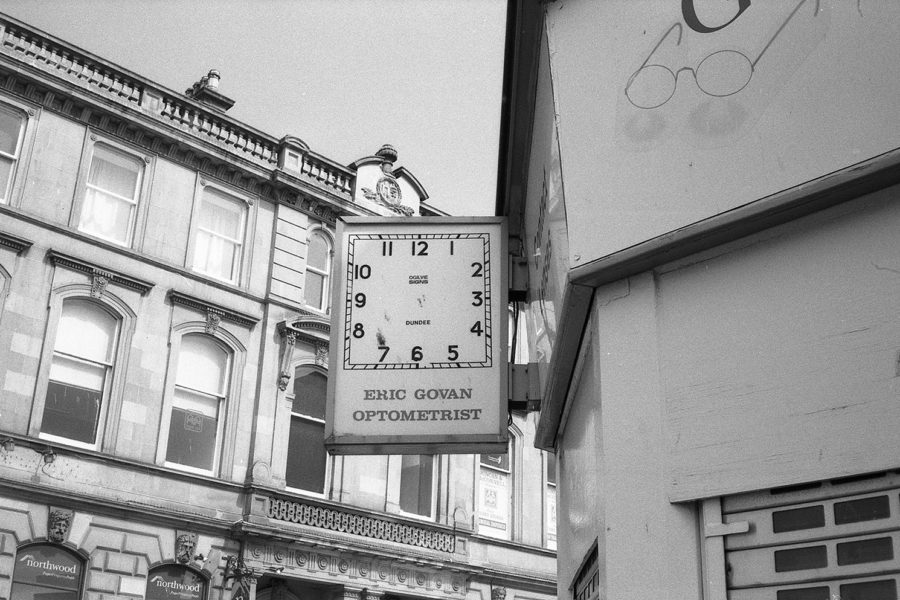 G
11 12 1
10 2
9 3
8 4
7 6 5
OGILVIE
SIGNS
DUNDEE
ERIC GOVAN
OPTOMETRIST
northwood
northwood